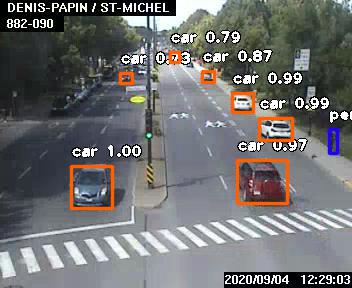 DENIS-PAPIN / ST-MICHEL
882-090
car 0.79
car 0.73
car 0.87
car 0.99
car 0.99
car 0.97
car 1.00
2020/09/04 12:29:03